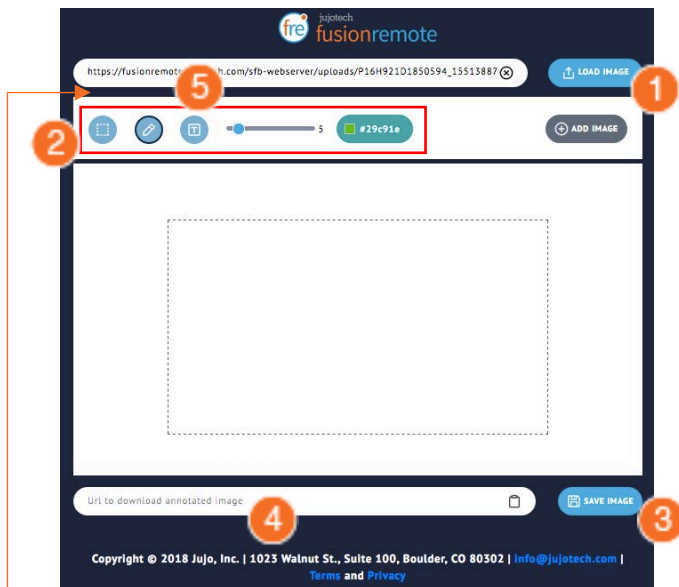 fre jujotech
fusionremote
https://fusionremote tech.com/sfb-webserver/uploads/P16H921D1850594_15513887
LOAD IMAGE
1
5
2
T
5
#29c91e
ADD IMAGE
Url to download annotated image
SAVE IMAGE
3
4
Copyright © 2018 Jujo, Inc. | 1023 Walnut St., Suite 100, Boulder, CO 80302 | info@jujotech.com |
Terms and Privacy